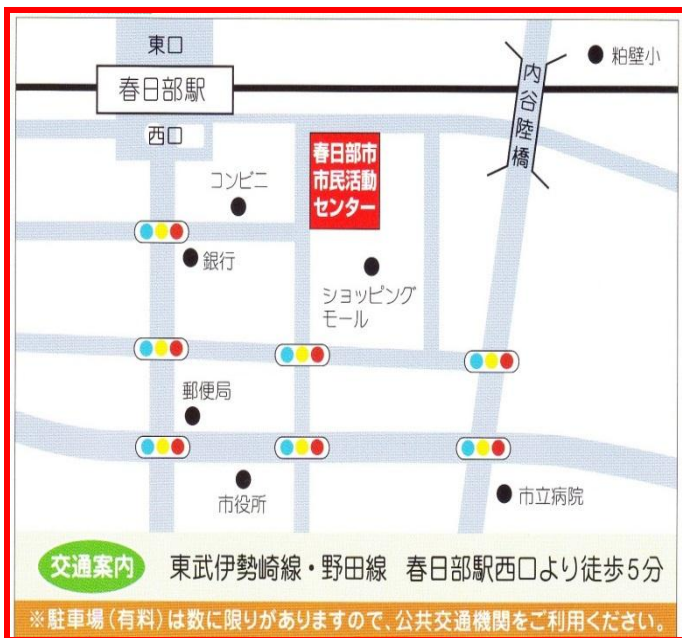 東口
春日部駅
西口
内谷陸橋
粕壁小
コンビニ
春日部市
市民活動
センター
銀行
ショッピング
モール
郵便局
市役所
市立病院
交通案内 東武伊勢崎線・野田線 春日部駅西口より徒歩5分
※駐車場(有料)は数に限りがありますので、公共交通機関をご利用ください。